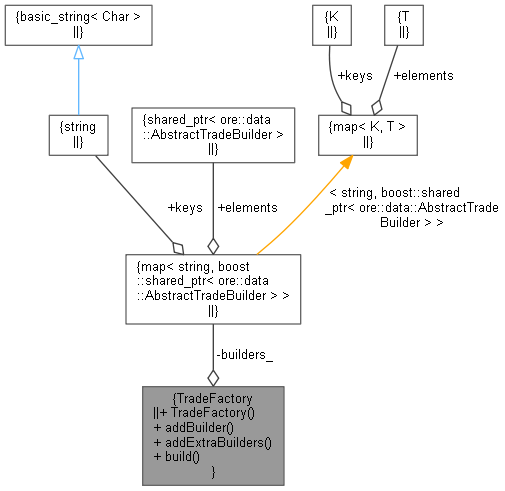 {basic_string< Char >
||}
{K
||}
{T
||}
+keys
+elements
{string
||}
{shared_ptr< ore::data
::AbstractTradeBuilder >
||}
{map< K, T >
||}
+keys
+elements
< string, boost::shared
_ptr< ore::data::AbstractTrade
Builder > >
{map< string, boost
::shared_ptr< ore::data
::AbstractTradeBuilder > >
||}
-builders_
{TradeFactory
||+ TradeFactory()
+ addBuilder()
+ addExtraBuilders()
+ build()
}